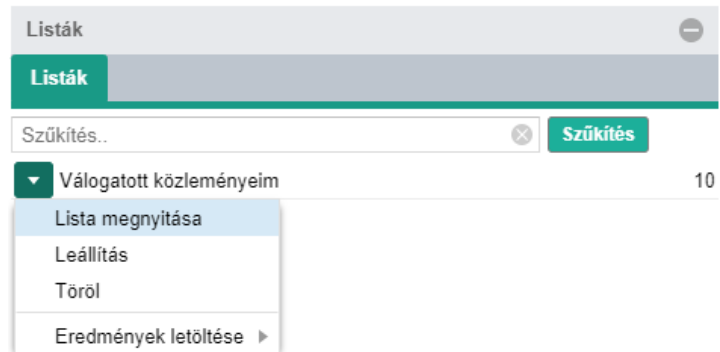 Listák
Listák
Szűkítés..
Szűkítés
Válogatott közleményeim 10
Lista megnyitása
Leállítás
Töröl
Eredmények letöltése